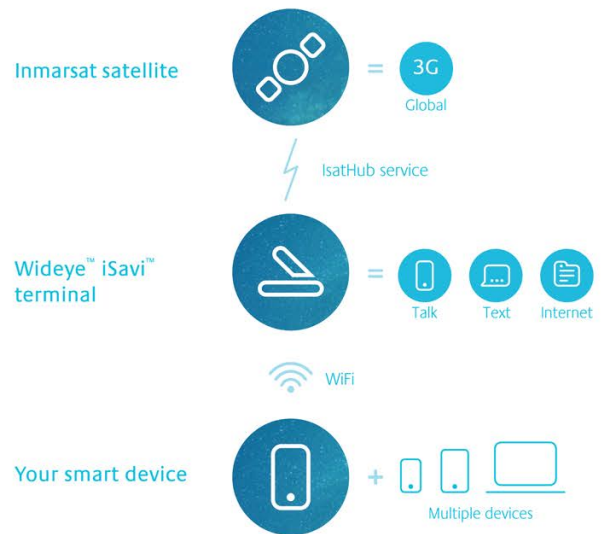 Inmarsat satellite
3G
Global
IsatHub service
Wideye™ iSavi™
terminal
Talk
Text
Internet
WiFi
Your smart device
Multiple devices